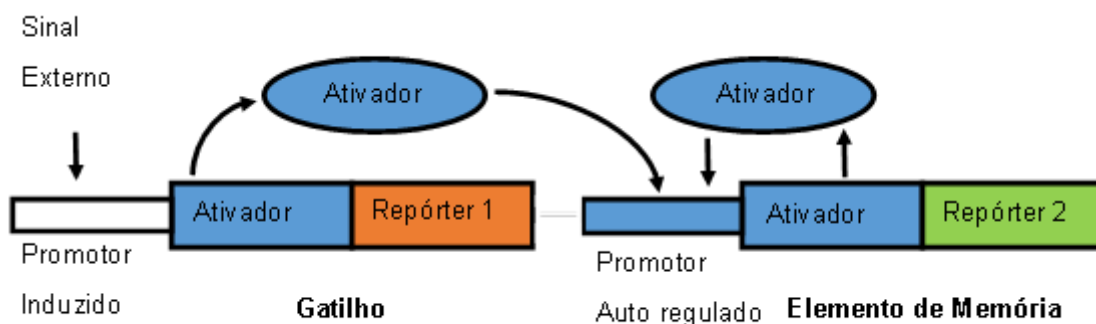 Sinal
Externo
Ativador
Ativador
Ativador
Repórter 1
Ativador
Repórter 2
Promotor
Induzido
Gatilho
Promotor
Auto regulado
Elemento de Memória